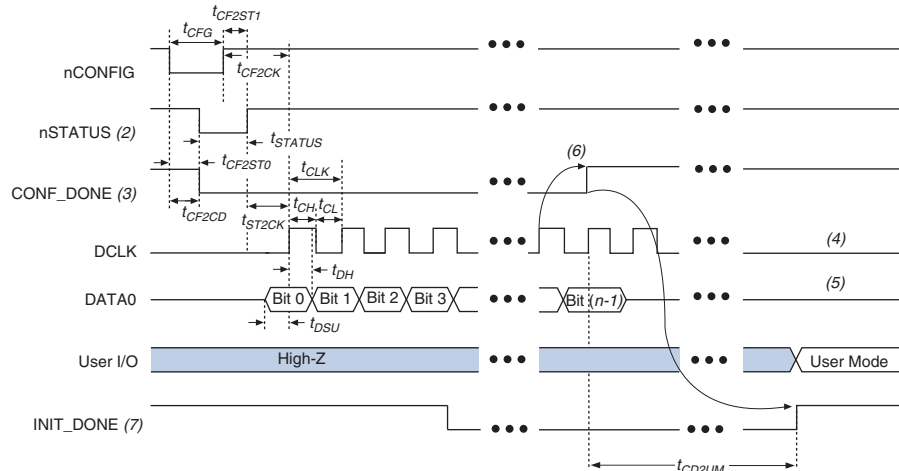 tCF2ST1
tCFG
nCONFIG
tCF2CK
nSTATUS (2)
tSTATUS
tCF2ST0
tCLK
(6)
CONF_DONE (3)
tCF2CD
tST2CK
tCH
tCL
DCLK
(4)
tDH
DATA0
Bit 0
Bit 1
Bit 2
Bit 3
Bit (n-1)
(5)
tDSU
User I/O
High-Z
User Mode
INIT_DONE (7)
tCD2UM